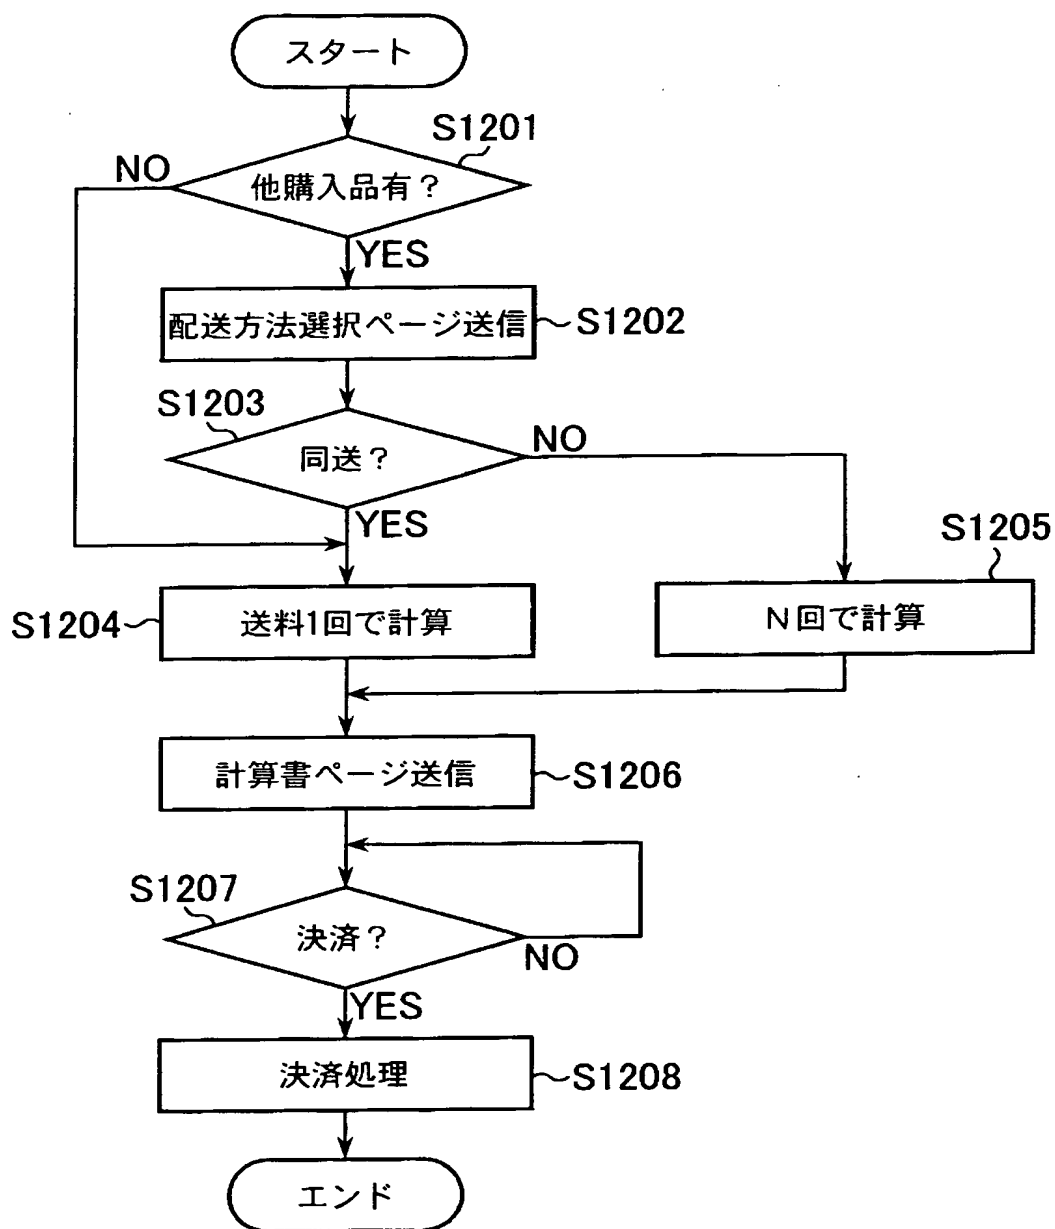 スタート
S1201
NO
他購入品有?
YES
配送方法選択ページ送信
S1202
S1203
NO
同送?
YES
S1205
S1204
送料1回で計算
N回で計算
計算書ページ送信
S1206
S1207
決済?
NO
YES
決済処理
S1208
エンド